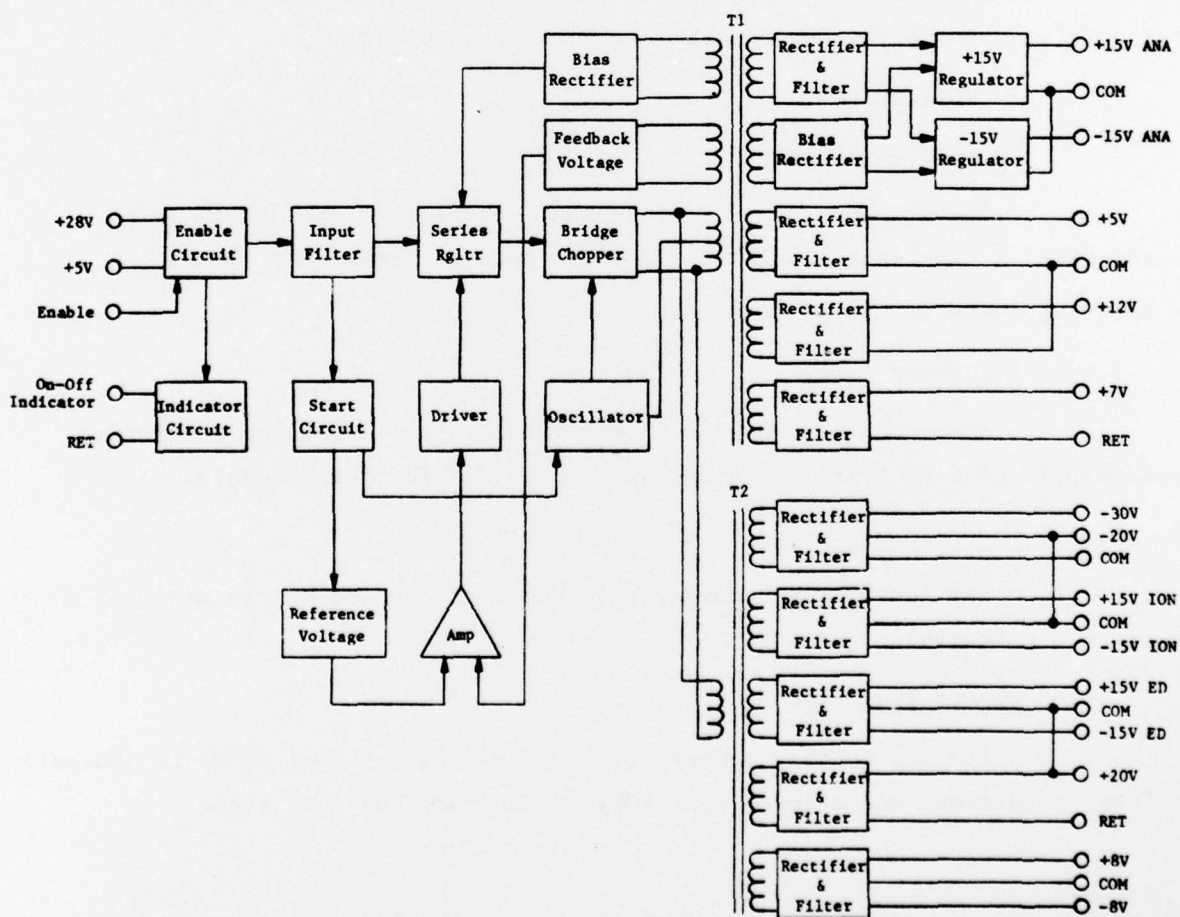 T1
Bias
Rectifier
Rectifier
&
Filter
+15V
Regulator
+15V ANA
COM
Feedback
Voltage
Bias
Rectifier
-15V
Regulator
-15V ANA
+28V
+5V
Enable
Enable
Circuit
Input
Filter
Series
Rgltr
Bridge
Chopper
Rectifier
&
Filter
+5V
COM
Rectifier
&
Filter
+12V
On-Off
Indicator
RET
Indicator
Circuit
Start
Circuit
Driver
Oscillator
Rectifier
&
Filter
+7V
RET
T2
Rectifier
&
Filter
-30V
-20V
COM
Reference
Voltage
Amp
Rectifier
&
Filter
+15V ION
COM
-15V ION
Rectifier
&
Filter
+15V ED
COM
-15V ED
Rectifier
&
Filter
+20V
RET
Rectifier
&
Filter
+8V
COM
-8V